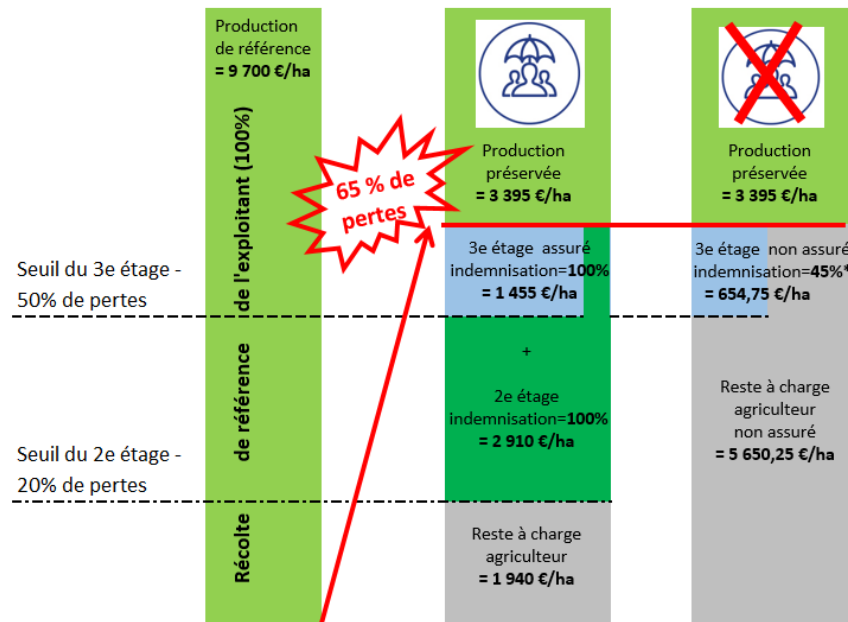 Production
de référence
= 9 700 €/ha
Récolte de référence de l'exploitant (100%)
Seuil du 3e étage -
50% de pertes
Seuil du 2e étage -
20% de pertes
65 % de
pertes
Production
préservée
= 3 395 €/ha
3e étage assuré
indemnisation=100%
= 1 455 €/ha
+
2e étage
indemnisation=100%
= 2 910 €/ha
Reste à charge
agriculteur
= 1 940 €/ha
Production
préservée
= 3 395 €/ha
3e étage non assuré
indemnisation=45%*
= 654,75 €/ha
Reste à charge
agriculteur
non assuré
= 5 650,25 €/ha